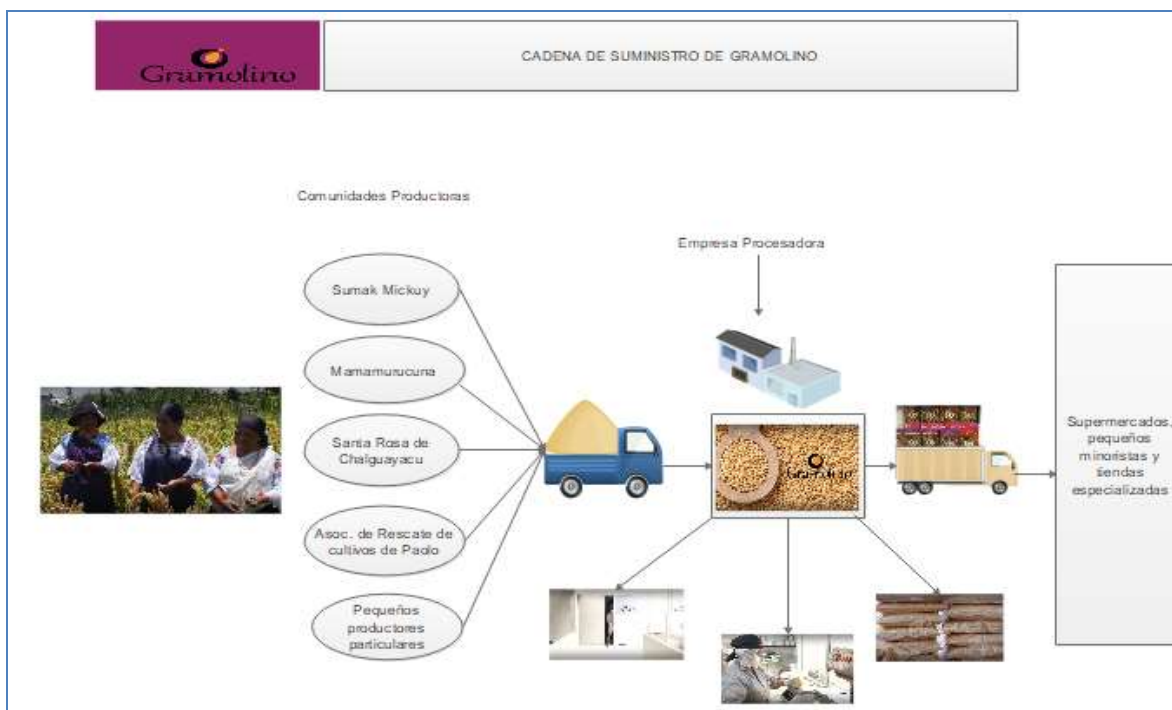 Gramolino
CADENA DE SUMINISTRO DE GRAMOLINO
Comunidades Productoras
Empresa Procesadora
Sumak Mickuy
Mamamurucuna
Santa Rosa de
Chalguayacu
Asoc. de Rescate de
cultivos de Paolo
Pequeños
productores
particulares
Gramolino
Supermercados,
pequeños
minoristas y
tiendas
especializadas